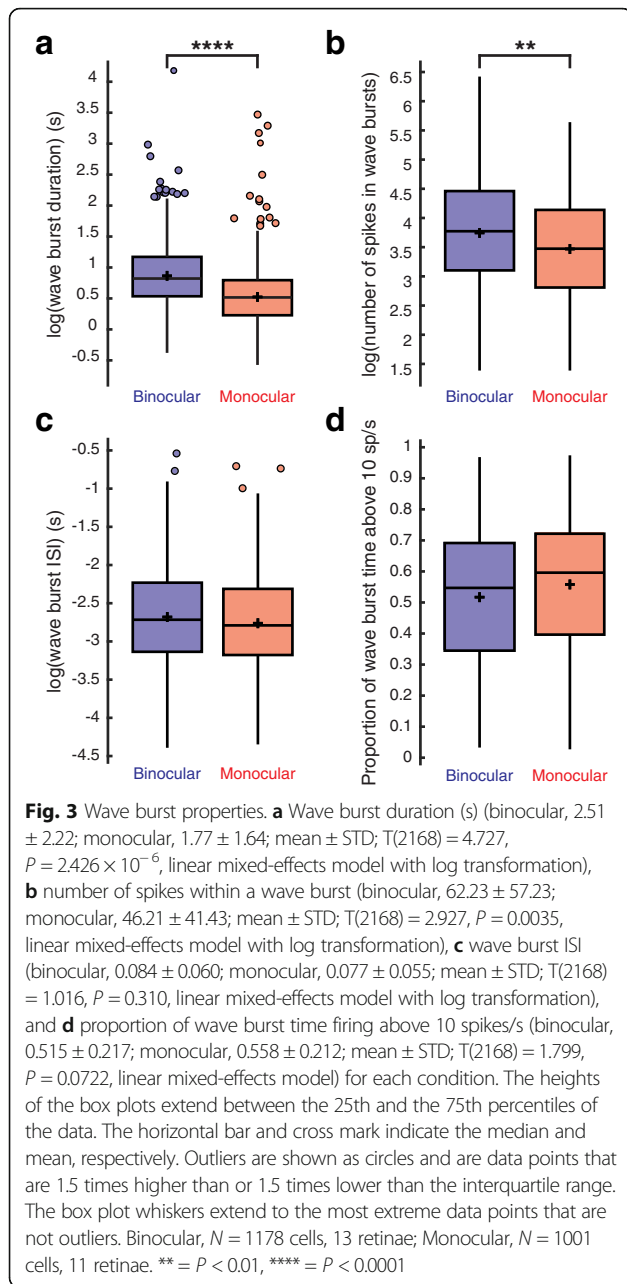 a
****
log(wave burst duration) (s)
4
3.5
3
2.5
2
1.5
1
0.5
0
-0.5
Binocular
Monocular
b
**
log(number of spikes in wave bursts)
6.5
5.5
4.5
3.5
2.5
1.5
Binocular
Monocular
c
log(wave burst ISI) (s)
-0.5
-1
-1.5
-2
-2.5
-3
-3.5
-4
-4.5
Binocular
Monocular
d
Proportion of wave burst time above 10 sp/s
1
0.9
0.8
0.7
0.6
0.5
0.4
0.3
0.2
0.1
0
Binocular
Monocular
Fig. 3 Wave burst properties. a Wave burst duration (s) (binocular, 2.51
± 2.22; monocular, 1.77 ± 1.64; mean ± STD; T(2168) = 4.727,
P = 2.426 × 10⁻⁶, linear mixed-effects model with log transformation),
b number of spikes within a wave burst (binocular, 62.23 ± 57.23;
monocular, 46.21 ± 41.43; mean ± STD; T(2168) = 2.927, P = 0.0035,
linear mixed-effects model with log transformation), c wave burst ISI
(binocular, 0.084 ± 0.060; monocular, 0.077 ± 0.055; mean ± STD; T(2168)
= 1.016, P = 0.310, linear mixed-effects model with log transformation),
and d proportion of wave burst time firing above 10 spikes/s (binocular,
0.515 ± 0.217; monocular, 0.558 ± 0.212; mean ± STD; T(2168) = 1.799,
P = 0.0722, linear mixed-effects model) for each condition. The heights
of the box plots extend between the 25th and the 75th percentiles of
the data. The horizontal bar and cross mark indicate the median and
mean, respectively. Outliers are shown as circles and are data points that
are 1.5 times higher than or 1.5 times lower than the interquartile range.
The box plot whiskers extend to the most extreme data points that are
not outliers. Binocular, N = 1178 cells, 13 retinae; Monocular, N = 1001
cells, 11 retinae. ** = P < 0.01, **** = P < 0.0001